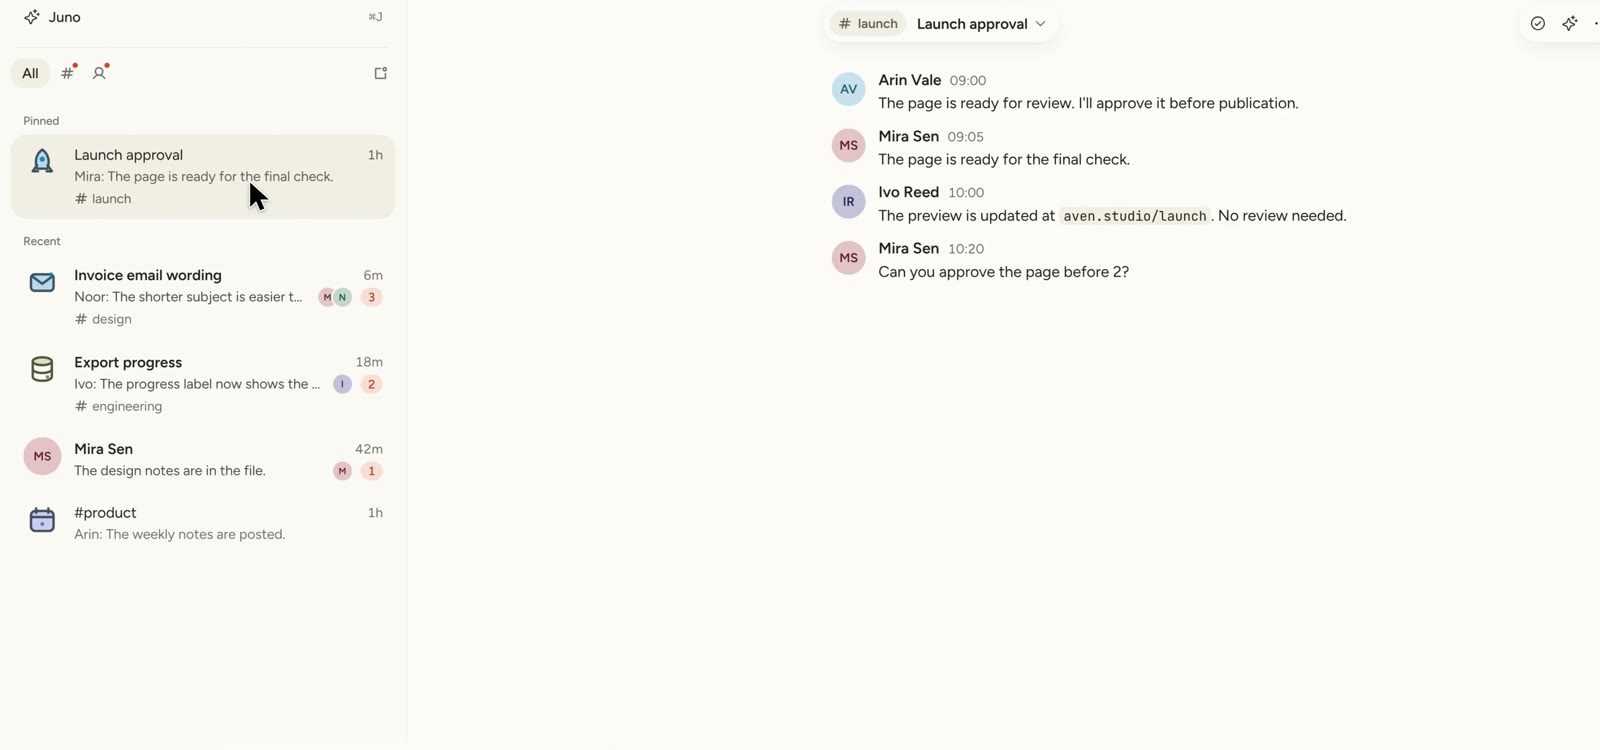 Juno
⌘J
All
Pinned
Launch approval
1h
Mira: The page is ready for the final check.
# launch
Recent
Invoice email wording
6m
Noor: The shorter subject is easier t...
M N 3
# design
Export progress
18m
Ivo: The progress label now shows the ...
I 2
# engineering
MS
Mira Sen
42m
The design notes are in the file.
M 1
#product
1h
Arin: The weekly notes are posted.
# launch Launch approval
AV
Arin Vale 09:00
The page is ready for review. I'll approve it before publication.
MS
Mira Sen 09:05
The page is ready for the final check.
IR
Ivo Reed 10:00
The preview is updated at aven.studio/launch. No review needed.
MS
Mira Sen 10:20
Can you approve the page before 2?